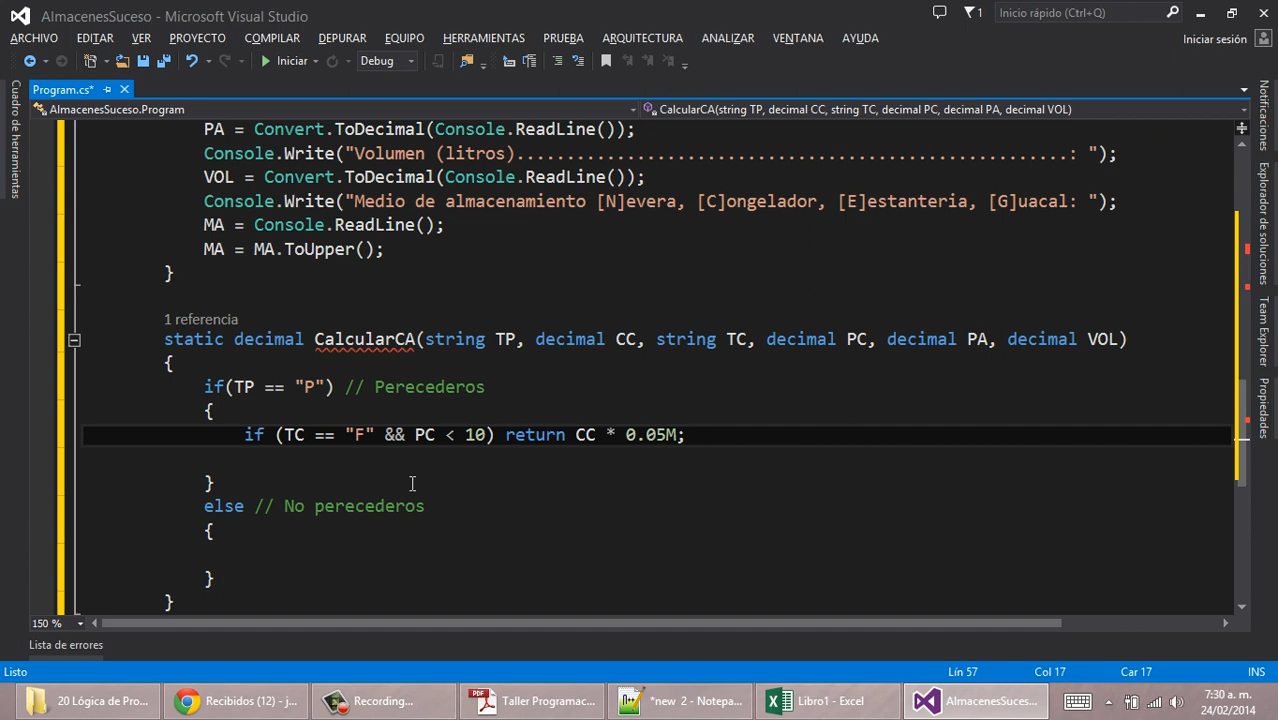 AlmacenesSuceso - Microsoft Visual Studio
1
Inicio rápido (Ctrl+Q)
ARCHIVO EDITAR VER PROYECTO COMPILAR DEPURAR EQUIPO HERRAMIENTAS PRUEBA ARQUITECTURA ANALIZAR VENTANA AYUDA
Iniciar sesión
Iniciar
Debug
Program.cs*
AlmacenesSuceso.Program
CalcularCA(string TP, decimal CC, string TC, decimal PC, decimal PA, decimal VOL)
Cuadro de herramientas
PA = Convert.ToDecimal(Console.ReadLine());
Console.Write("Volumen (litros).......................................................: ");
VOL = Convert.ToDecimal(Console.ReadLine());
Console.Write("Medio de almacenamiento [N]evera, [C]ongelador, [E]estanteria, [G]uacal: ");
MA = Console.ReadLine();
MA = MA.ToUpper();
}
1 referencia
static decimal CalcularCA(string TP, decimal CC, string TC, decimal PC, decimal PA, decimal VOL)
{
if(TP == "P") // Perecederos
{
if (TC == "F" && PC < 10) return CC * 0.05M;
}
else // No perecederos
{
}
}
Notificaciones
Explorador de soluciones
Team Explorer
Propiedades
150 %
Lista de errores
Listo
Lín 57
Col 17
Car 17
INS
20 Lógica de Pro...
Recibidos (12) - j...
Recording...
Taller Programac...
*new 2 - Notepa...
Libro1 - Excel
AlmacenesSuces...
7:30 a. m.
24/02/2014